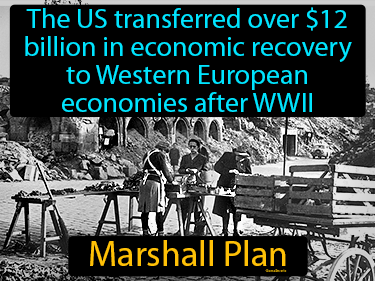 The US transferred over $12
billion in economic recovery
to Western European
economies after WWII
Marshall Plan